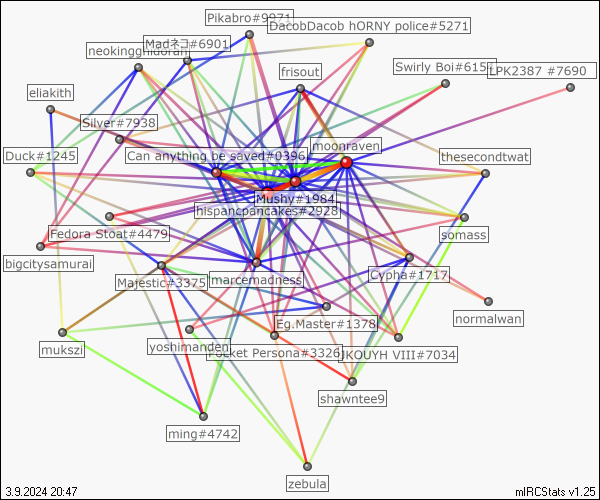 Pikabro#9971
DacobDacob hORNY police#5271
Madネコ#6901
neokingghidorah
frisout
Swirly Boi#615
LPK2387 #7690
eliakith
Silver#7938
moonraven
Duck#1245
Can anything be saved#0396
thesecondtwat
Mushy#1984
hispancpancakes#2928
Fedora Stoat#4479
somass
bigcitysamurai
Majestic#3375
marcemadness
Cypha#1717
normalwan
Eg.Master#1378
mukszi
yoshimanden
Pocket Persona#3326
JKOUYH VIII#7034
shawntee9
ming#4742
zebula
3.9.2024 20:47
mIRCStats v1.25